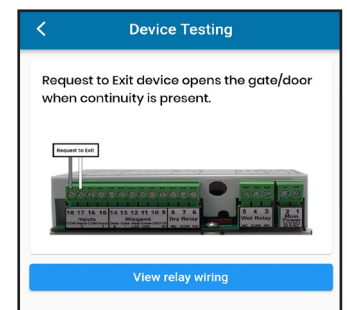 Device Testing
Request to Exit device opens the gate/door
when continuity is present.
Request to Exit
18 17 16 15 14 13 12 11 10 9 8 7 6 5 4 3 2 1
Inputs Wiegand Dry Relay Wet Relay Main
Power
View relay wiring